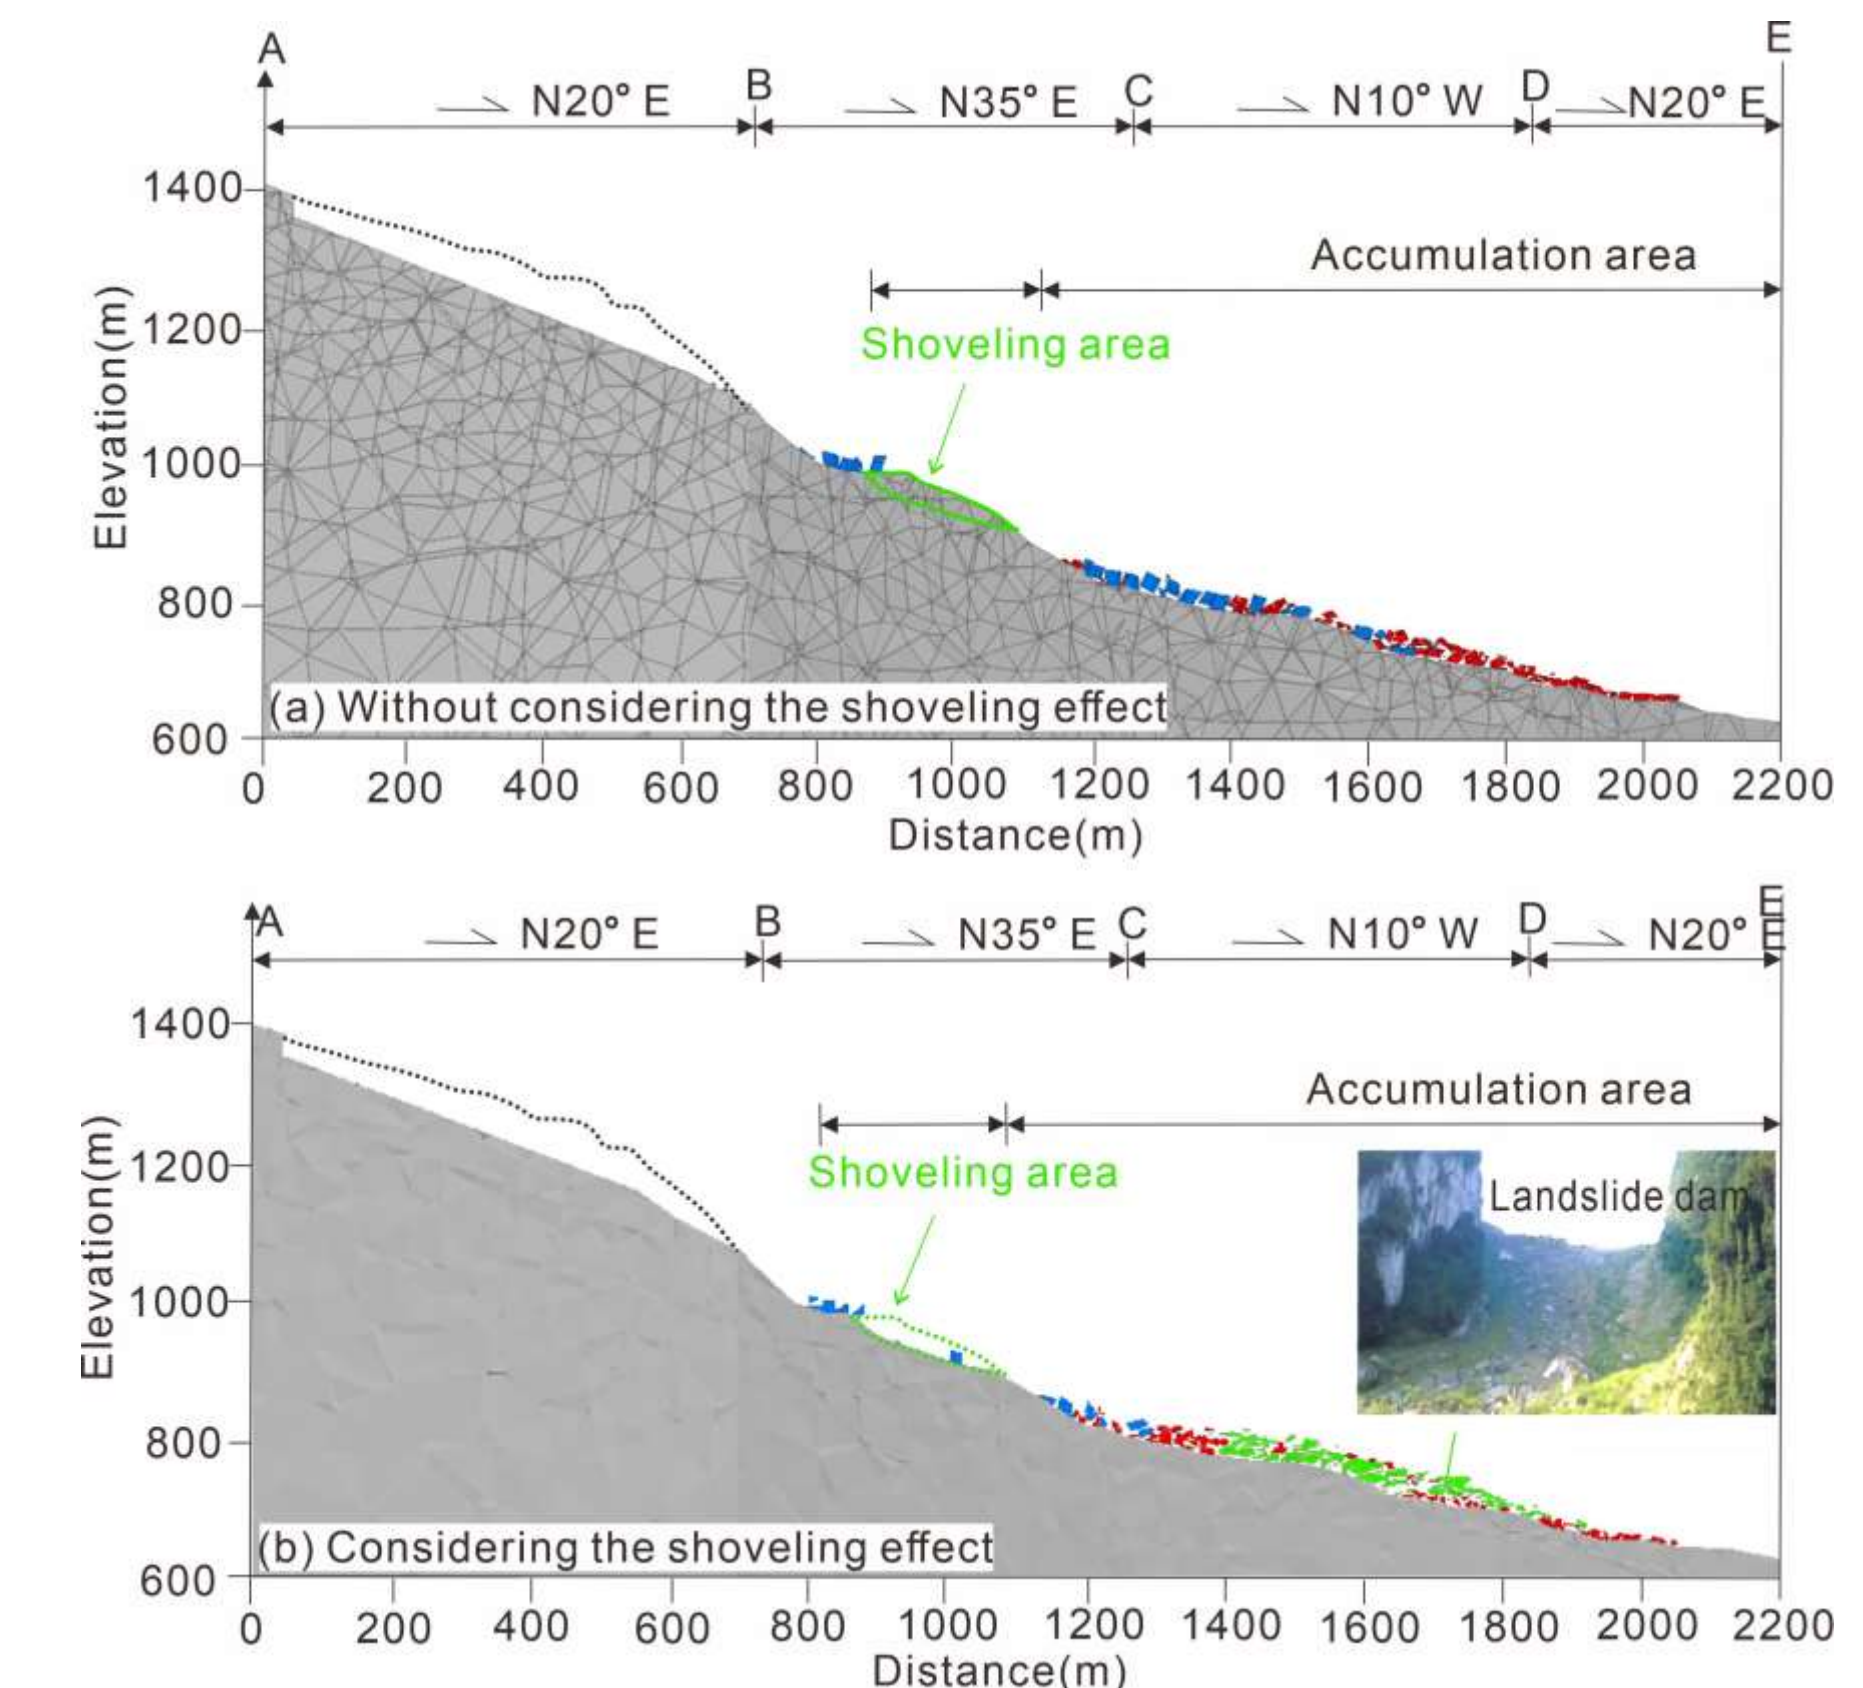 A
B
C
D
E
N20° E
N35° E
N10° W
N20° E
1400
1200
1000
800
600
Elevation(m)
Accumulation area
Shoveling area
(a) Without considering the shoveling effect
0 200 400 600 800 1000 1200 1400 1600 1800 2000 2200
Distance(m)
A
B
C
D
E
N20° E
N35° E
N10° W
N20° E
1400
1200
1000
800
600
Elevation(m)
Accumulation area
Shoveling area
Landslide dam
(b) Considering the shoveling effect
0 200 400 600 800 1000 1200 1400 1600 1800 2000 2200
Distance(m)